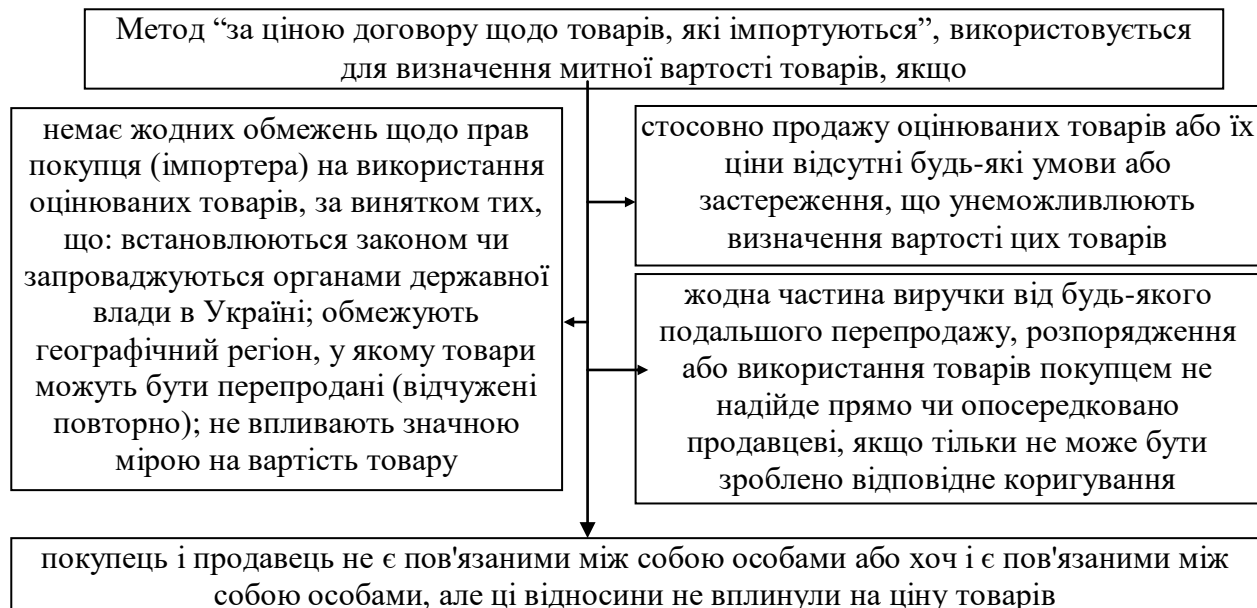 Метод “за ціною договору щодо товарів, які імпортуються”, використовується
для визначення митної вартості товарів, якщо
немає жодних обмежень щодо прав
покупця (імпортера) на використання
оцінюваних товарів, за винятком тих,
що: встановлюються законом чи
запроваджуються органами державної
влади в Україні; обмежують
географічний регіон, у якому товари
можуть бути перепродані (відчужені
повторно); не впливають значною
мірою на вартість товару
стосовно продажу оцінюваних товарів або їх
ціни відсутні будь-які умови або
застереження, що унеможливлюють
визначення вартості цих товарів
жодна частина виручки від будь-якого
подальшого перепродажу, розпорядження
або використання товарів покупцем не
надійде прямо чи опосередковано
продавцеві, якщо тільки не може бути
зроблено відповідне коригування
покупець і продавець не є пов'язаними між собою особами або хоч і є пов'язаними між
собою особами, але ці відносини не вплинули на ціну товарів